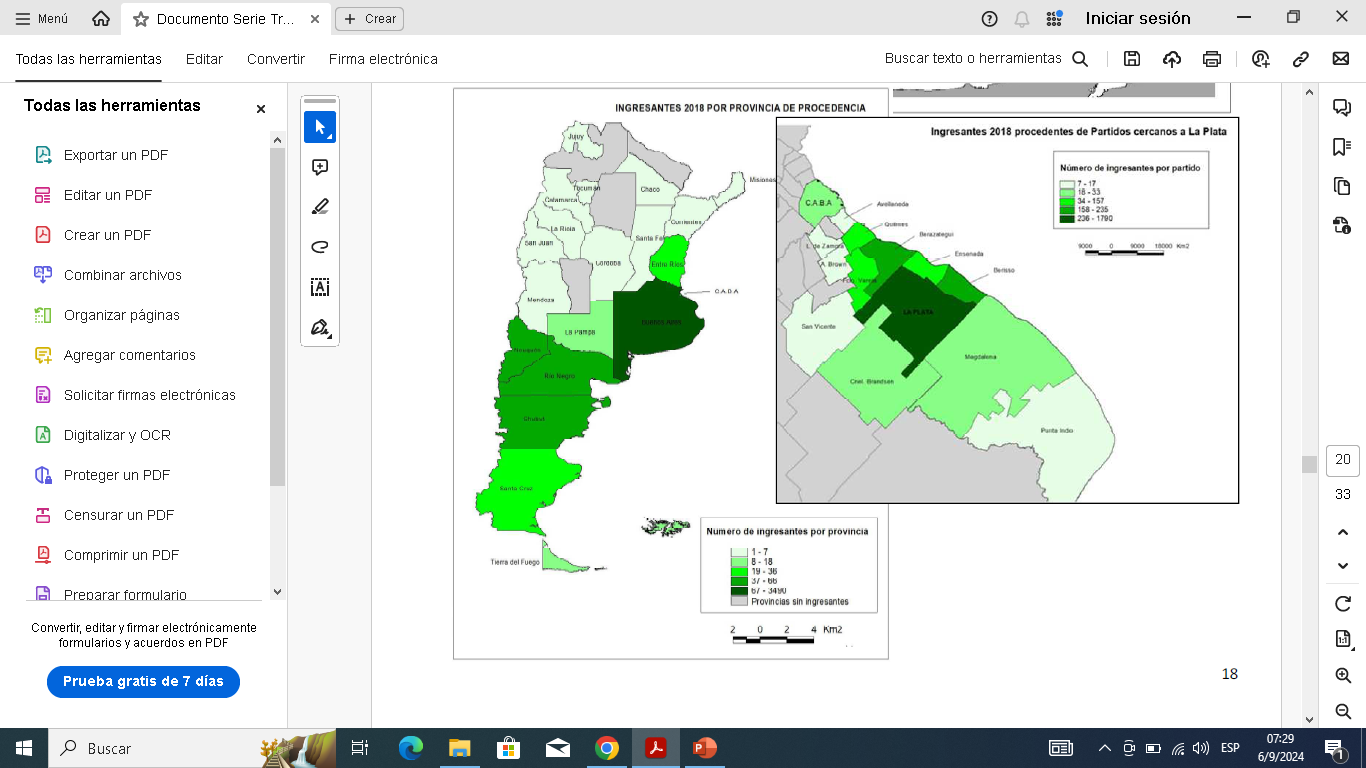 Menú
Documento Serie Tr...
Crear
Iniciar sesión
Todas las herramientas
Editar
Convertir
Firma electrónica
Buscar texto o herramientas
Todas las herramientas
Exportar un PDF
Editar un PDF
Crear un PDF
Combinar archivos
Organizar páginas
Agregar comentarios
Solicitar firmas electrónicas
Digitalizar y OCR
Proteger un PDF
Censurar un PDF
Comprimir un PDF
Preparar formulario
Convertir, editar y firmar electrónicamente
formularios y acuerdos en PDF
Prueba gratis de 7 días
INGRESANTES 2018 POR PROVINCIA DE PROCEDENCIA
Jujuy
Tucumán
Chaco
Misiones
Catamarca
Corrientes
La Rioja
Santa Fe
San Juan
Córdoba
Entre Ríos
Mendoza
C.A.B.A
La Pampa
Buenos Aires
Neuquén
Río Negro
Chubut
Santa Cruz
Tierra del Fuego
Número de ingresantes por provincia
1 - 7
8 - 18
19 - 36
37 - 66
67 - 3490
Provincias sin ingresantes
2 0 2 4 Km2
Ingresantes 2018 procedentes de Partidos cercanos a La Plata
Número de ingresantes por partido
7 - 17
18 - 33
34 - 157
158 - 235
236 - 1790
9000 0 9000 18000 Km2
C.A.B.A
Avellaneda
Quilmes
Berazategui
L. de Zamora
Ensenada
A. Brown
Berisso
Fcio. Varela
LA PLATA
San Vicente
Magdalena
Cnel. Brandsen
Punta Indio
18
20
33
Buscar
ESP
07:29
6/9/2024
1